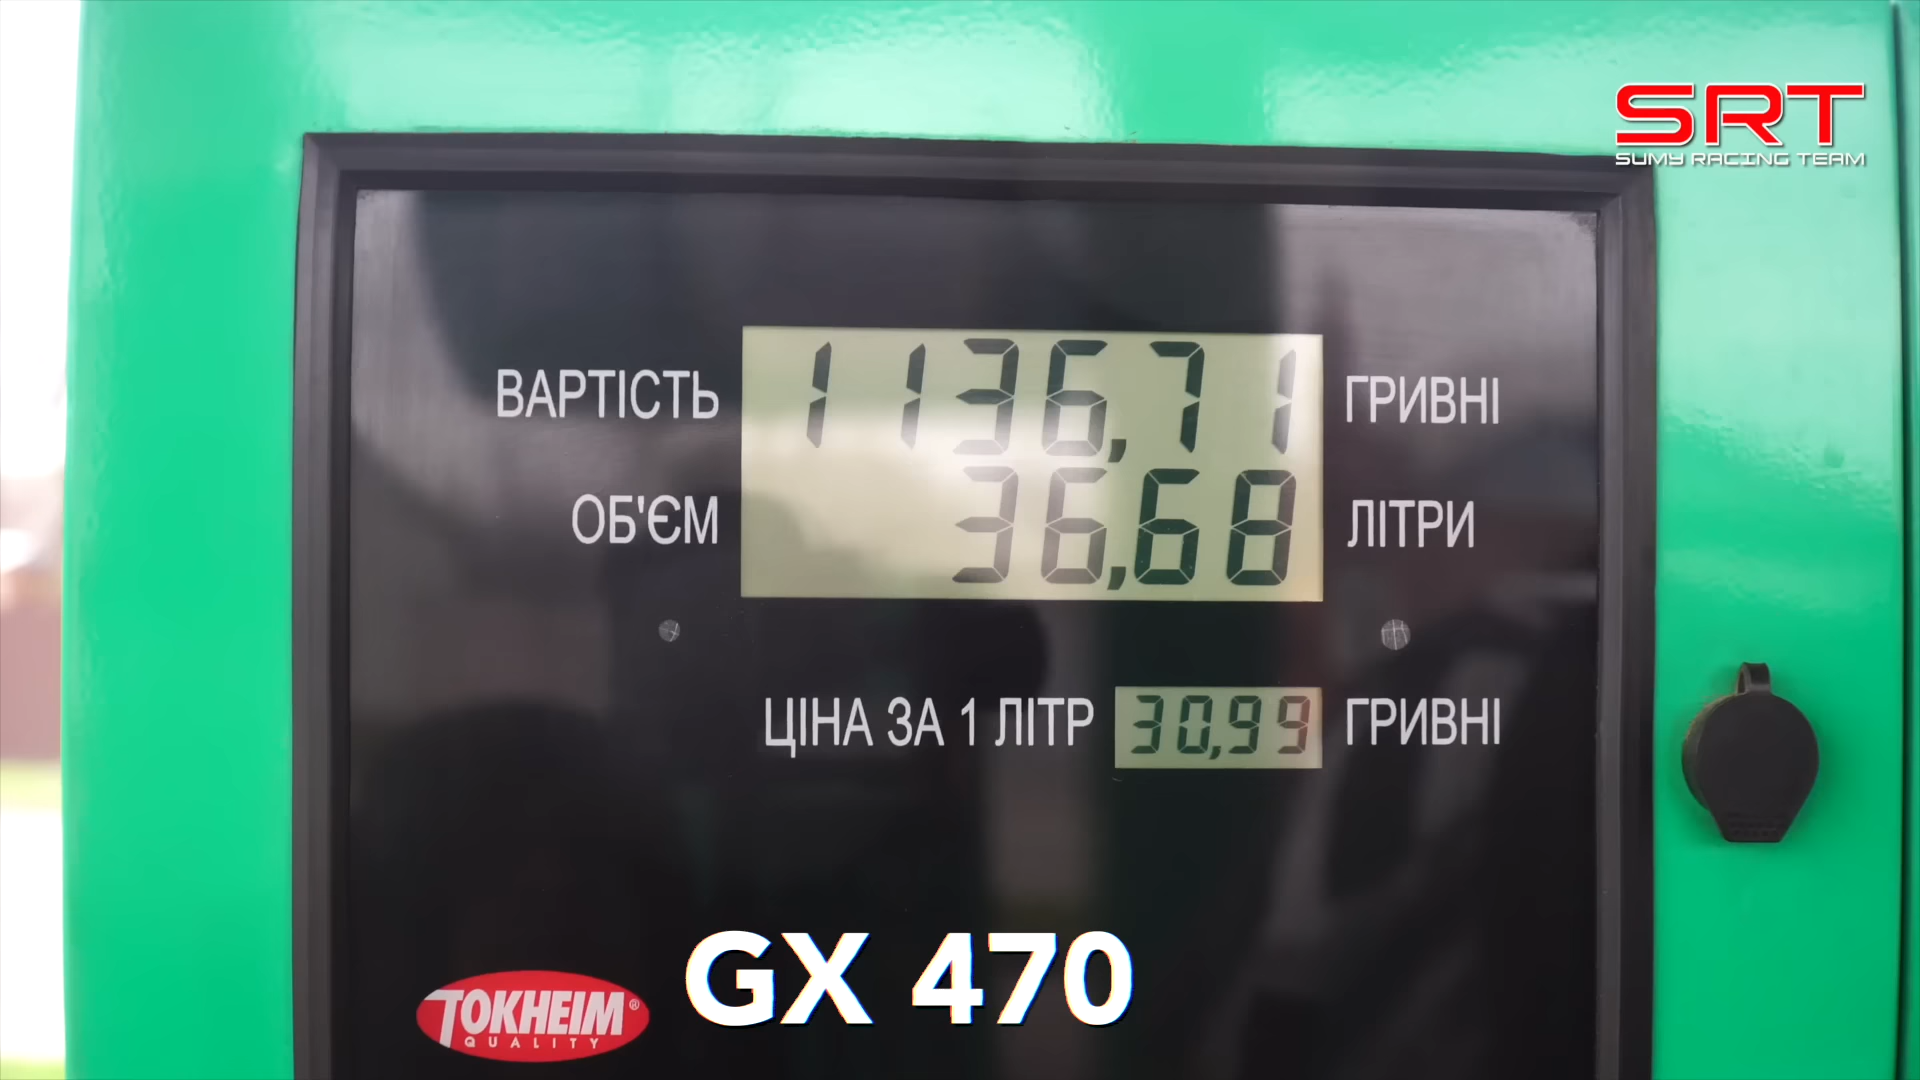 SRT
SUMY RACING TEAM
ВАРТІСТЬ 1136,71 ГРИВНІ
ОБ'ЄМ 36,68 ЛІТРИ
ЦІНА ЗА 1 ЛІТР 30,99 ГРИВНІ
GX 470
TOKHEIM®
QUALITY